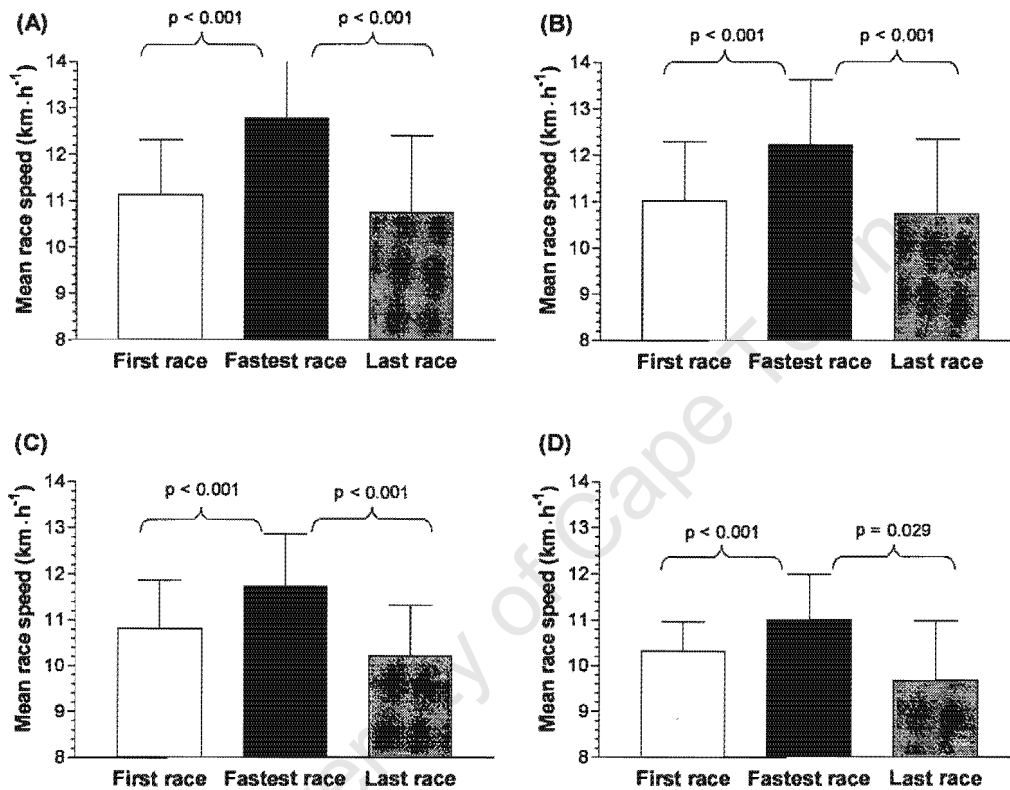 (A)
p < 0.001 p < 0.001
Mean race speed (km·h⁻¹)
14
13
12
11
10
9
8
First race Fastest race Last race
(B)
p < 0.001 p < 0.001
Mean race speed (km·h⁻¹)
14
13
12
11
10
9
8
First race Fastest race Last race
(C)
p < 0.001 p < 0.001
Mean race speed (km·h⁻¹)
14
13
12
11
10
9
8
First race Fastest race Last race
(D)
p < 0.001 p = 0.029
Mean race speed (km·h⁻¹)
14
13
12
11
10
9
8
First race Fastest race Last race
of Cape Town